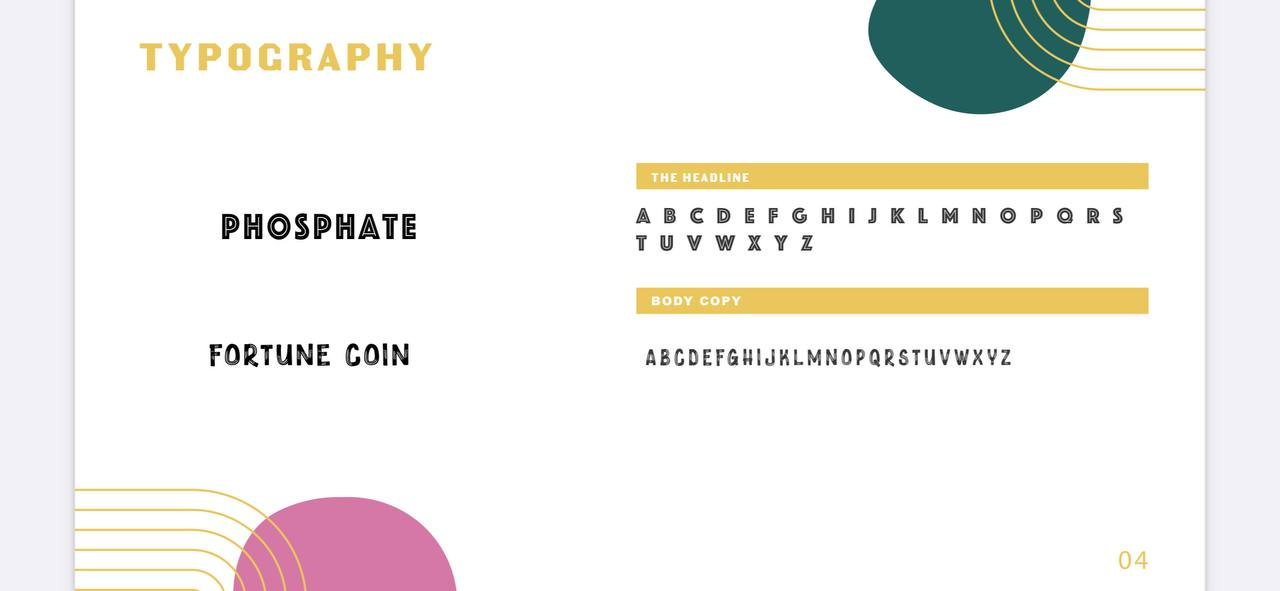 TYPOGRAPHY
PHOSPHATE
THE HEADLINE
A B C D E F G H I J K L M N O P Q R S
T U V W X Y Z
FORTUNE COIN
BODY COPY
ABCDEFGHIJKLMNOPQRSTUVWXYZ
04